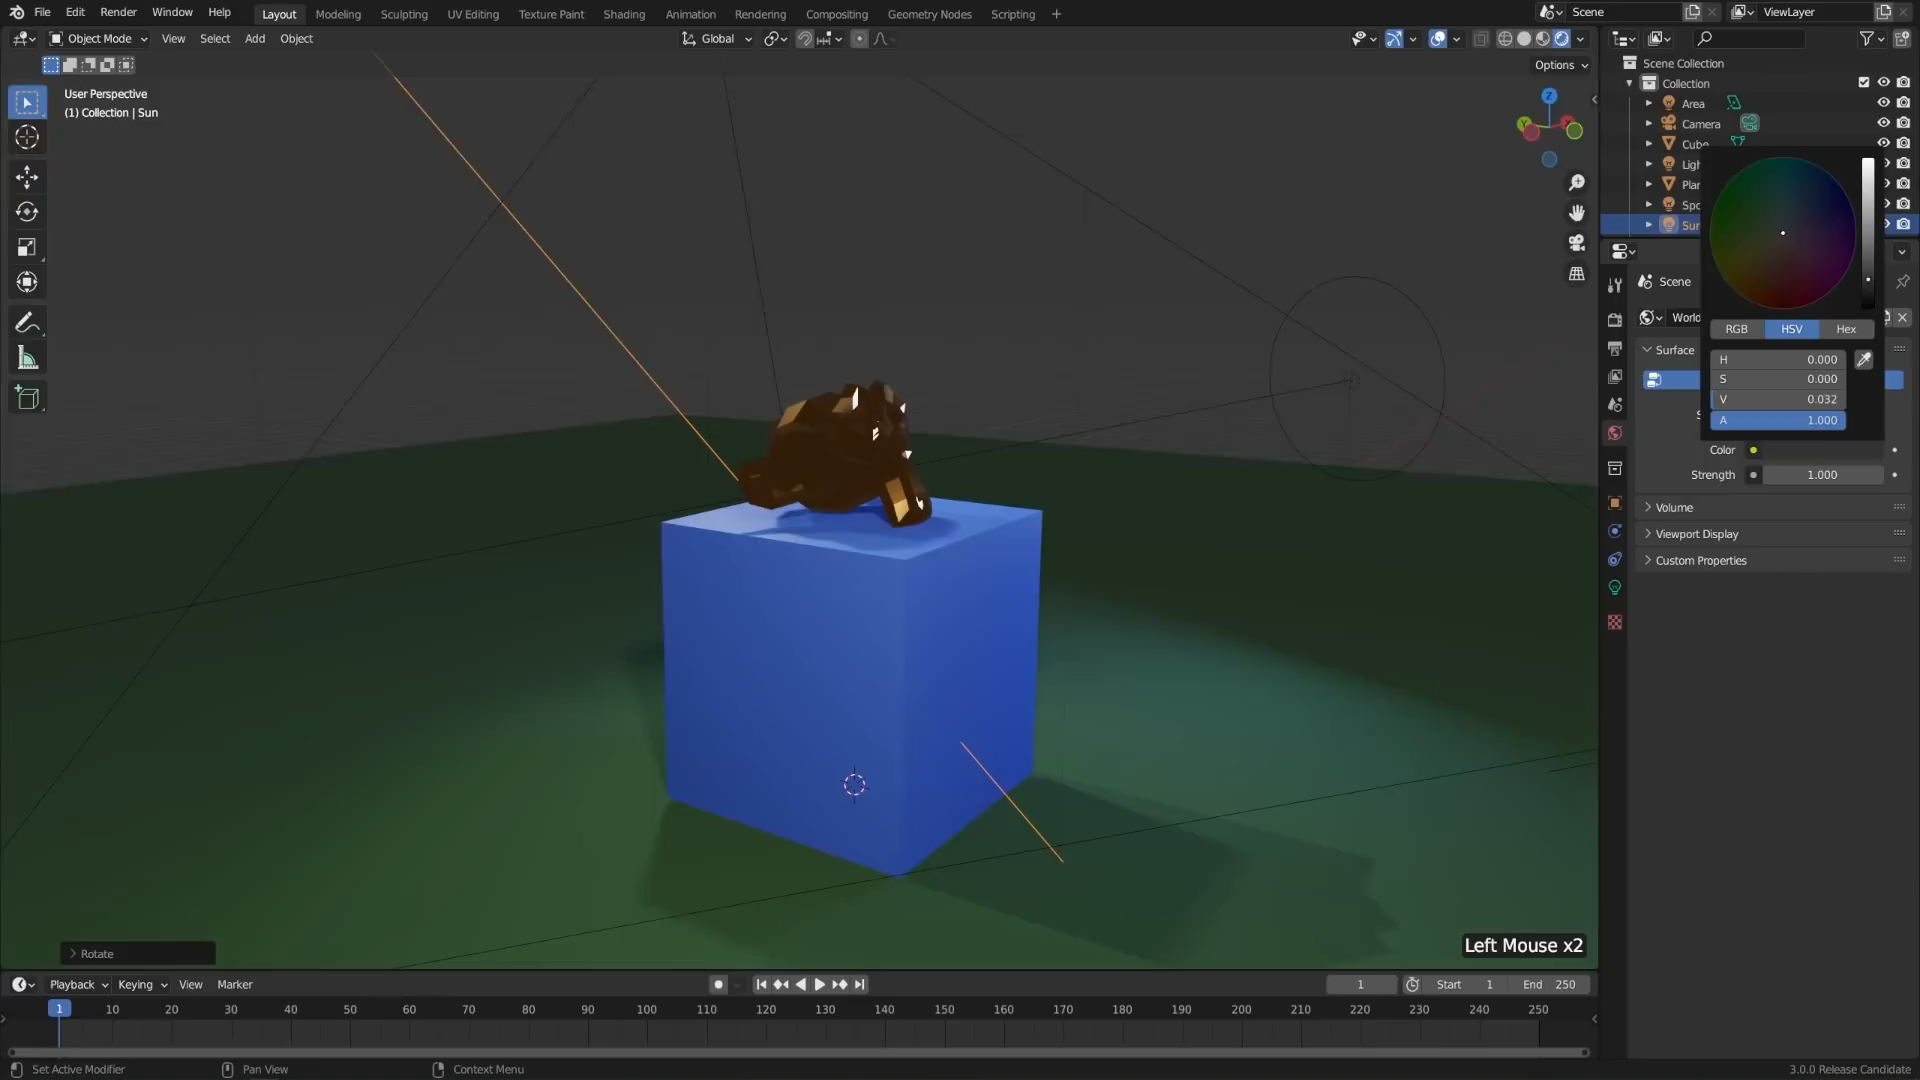 File Edit Render Window Help Layout Modeling Sculpting UV Editing Texture Paint Shading Animation Rendering Compositing Geometry Nodes Scripting + Scene ViewLayer
Object Mode View Select Add Object Global
Options
User Perspective
(1) Collection | Sun
Z
Y
Scene Collection
Collection
Area
Camera
Cube
Ligh
Plan
Spo
Sun
Scene
World
RGB HSV Hex
Surface
H 0.000
S 0.000
V 0.032
A 1.000
Color
Strength 1.000
Volume
Viewport Display
Custom Properties
Left Mouse x2
Rotate
Playback Keying View Marker 1 Start 1 End 250
1 10 20 30 40 50 60 70 80 90 100 110 120 130 140 150 160 170 180 190 200 210 220 230 240 250
Set Active Modifier Pan View Context Menu 3.0.0 Release Candidate